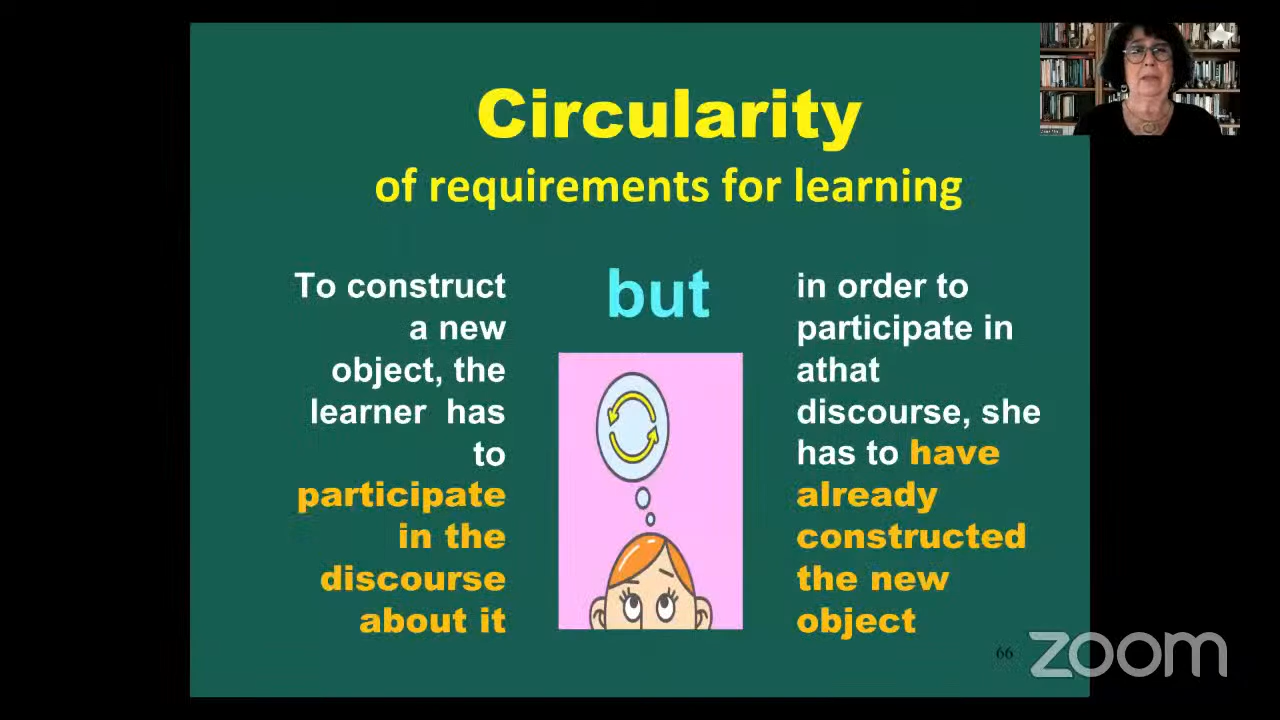 Circularity
of requirements for learning
To construct
a new
object, the
learner has
to
participate
in the
discourse
about it
but
in order to
participate in
athat
discourse, she
has to have
already
constructed
the new
object
66
zoom